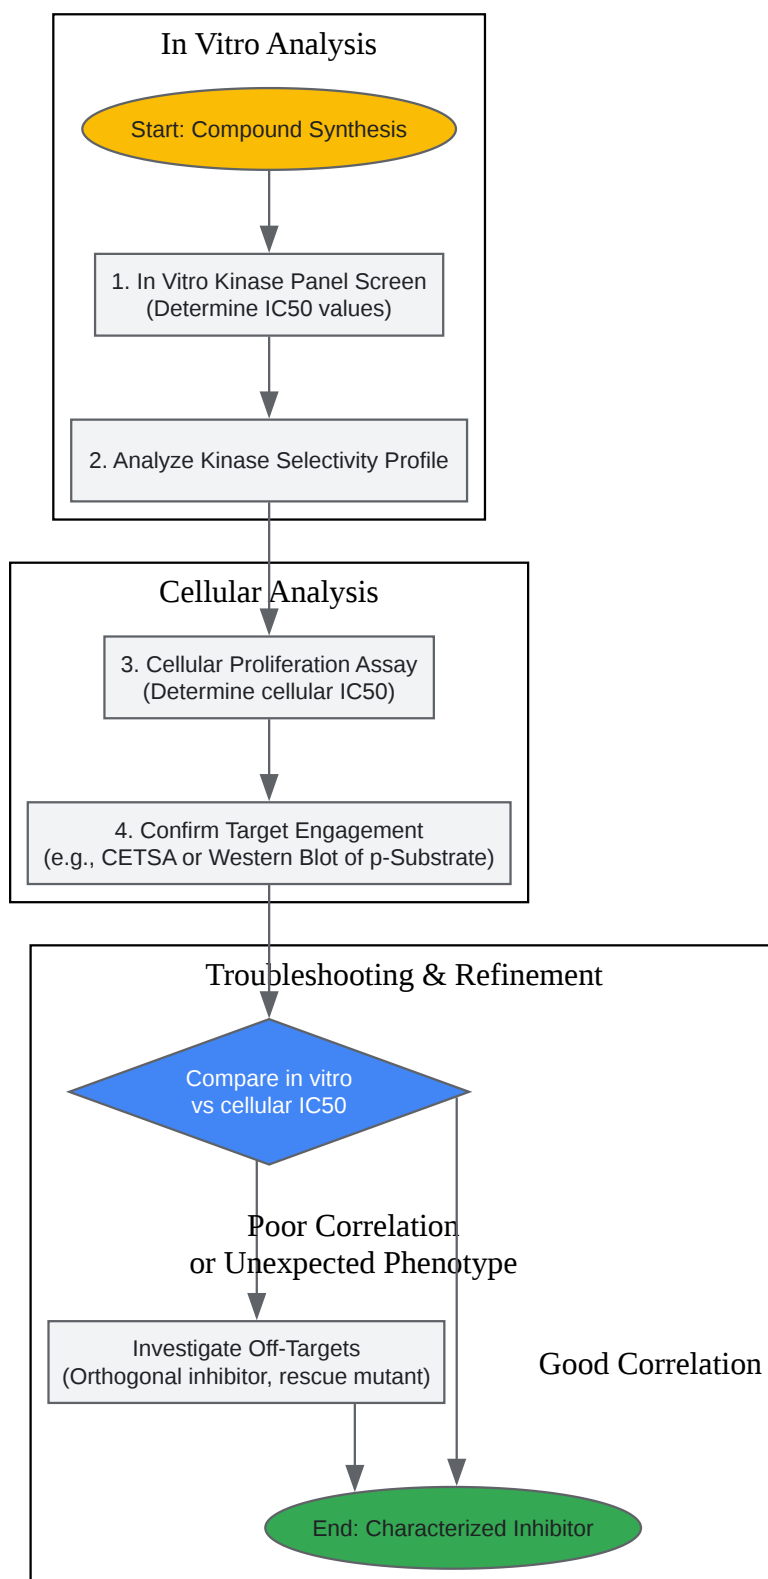 In Vitro Analysis
Start: Compound Synthesis
1. In Vitro Kinase Panel Screen
(Determine IC50 values)
2. Analyze Kinase Selectivity Profile
Cellular Analysis
3. Cellular Proliferation Assay
(Determine cellular IC50)
4. Confirm Target Engagement
(e.g., CETSA or Western Blot of p-Substrate)
Troubleshooting & Refinement
Compare in vitro
vs cellular IC50
Poor Correlation
or Unexpected Phenotype
Investigate Off-Targets
(Orthogonal inhibitor, rescue mutant)
Good Correlation
End: Characterized Inhibitor